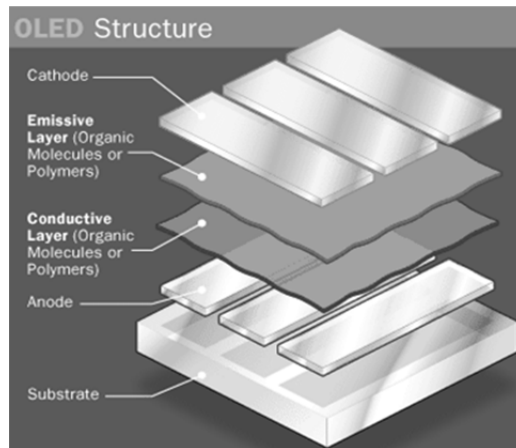 OLED Structure
Cathode
Emissive
Layer (Organic
Molecules or
Polymers)
Conductive
Layer (Organic
Molecules or
Polymers)
Anode
Substrate